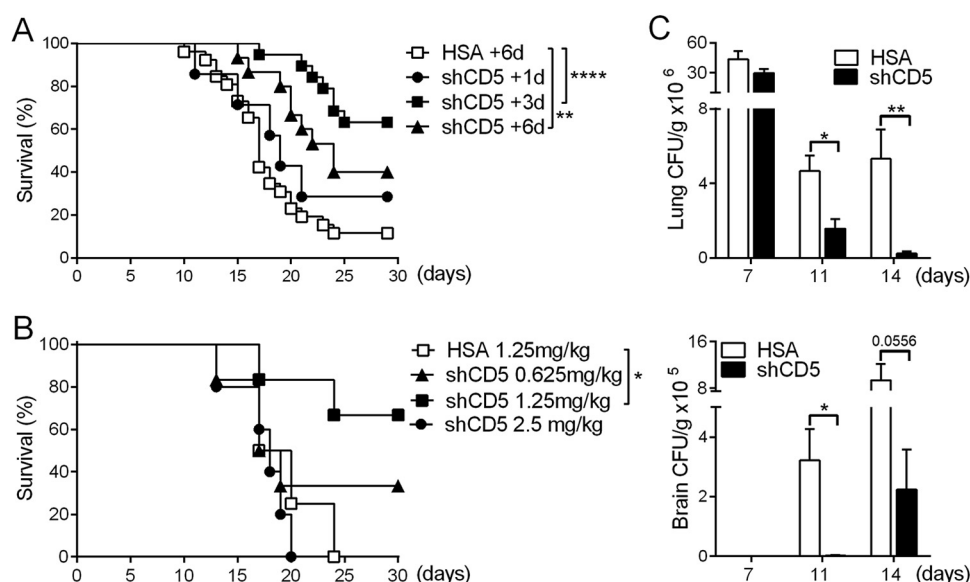 A
Survival (%)
100
80
60
40
20
0
0 5 10 15 20 25 30 (days)
HSA +6d
shCD5 +1d
shCD5 +3d
shCD5 +6d
****
**
B
Survival (%)
100
80
60
40
20
0
0 5 10 15 20 25 30 (days)
HSA 1.25mg/kg
shCD5 0.625mg/kg
shCD5 1.25mg/kg
shCD5 2.5 mg/kg
*
C
Lung CFU/g x10 6
60
30
8
4
0
HSA
shCD5
*
**
7 11 14 (days)
Brain CFU/g x10 5
16
8
4
2
0
HSA
shCD5
*
0.0556
7 11 14 (days)